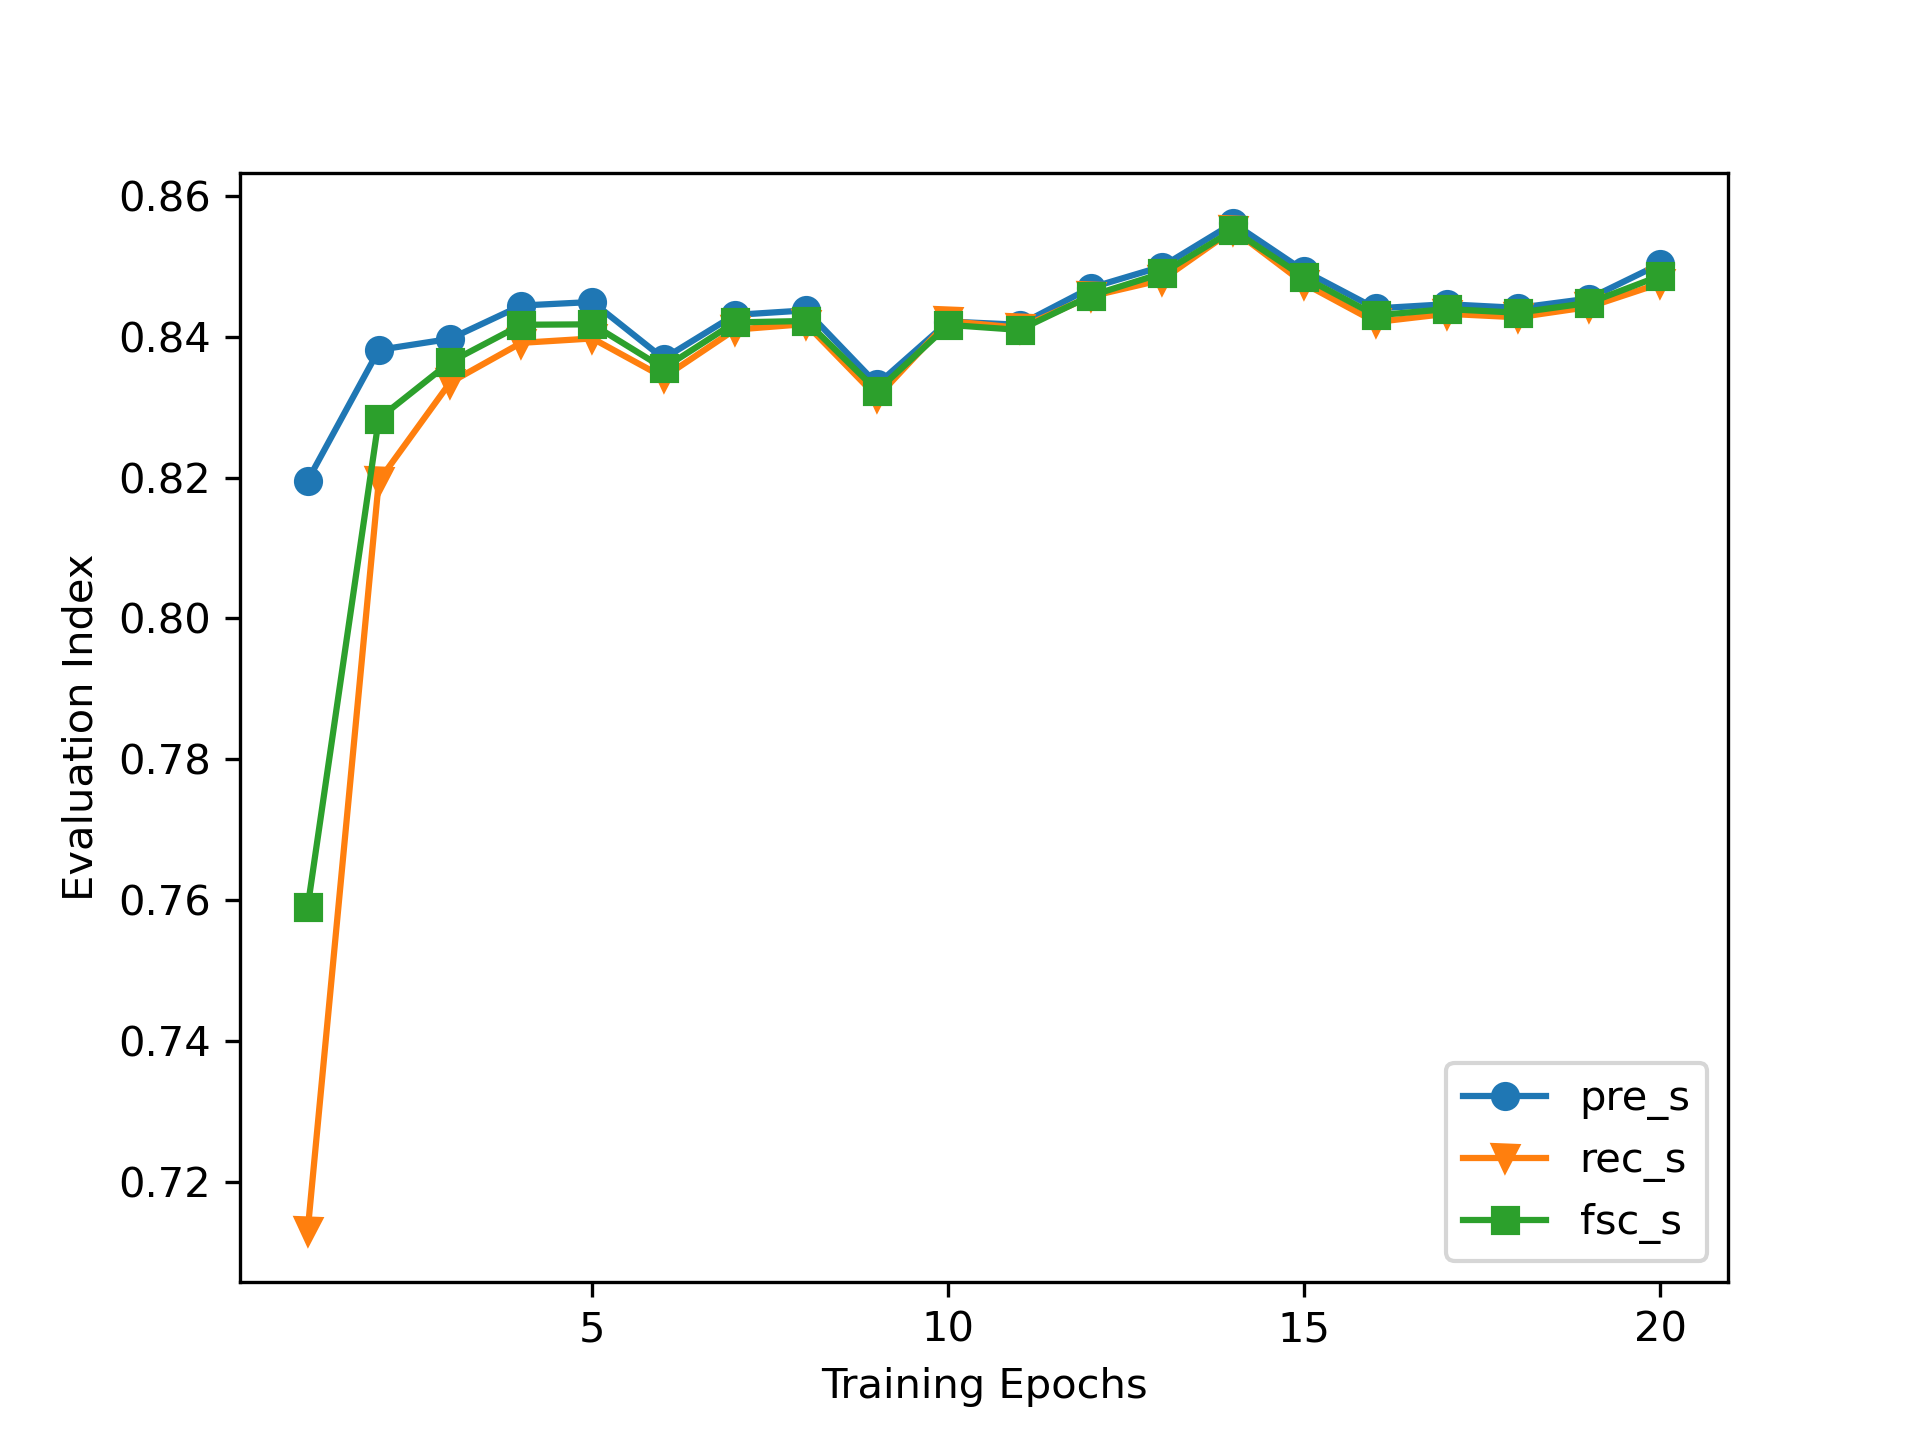 0.86
0.84
0.82
0.80
0.78
0.76
0.74
0.72
Evaluation Index
5 10 15 20
Training Epochs
pre_s
rec_s
fsc_s